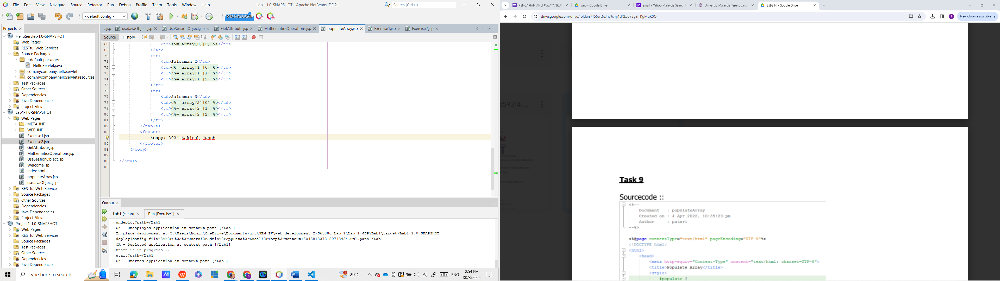 File Edit View Navigate Source Refactor Run Debug Profile Team Tools Window Help
Lab1-1.0-SNAPSHOT - Apache NetBeans IDE 21
Search (Ctrl+I)
<default config>
516.7/913.0MB
Projects
HelloServlet-1.0-SNAPSHOT
Web Pages
RESTful Web Services
Source Packages
<default package>
HelloServlet.java
com.mycompany.helloservlet
com.mycompany.helloservlet.resources
Test Packages
Other Sources
Dependencies
Java Dependencies
Project Files
Lab1-1.0-SNAPSHOT
Web Pages
META-INF
WEB-INF
Exercise1.jsp
Exercise2.jsp
GetAttribute.jsp
MathematicsOperations.jsp
UseSessionObject.jsp
Welcome.jsp
index.html
populateArray.jsp
useJavaObject.jsp
RESTful Web Services
Source Packages
Other Sources
Dependencies
Java Dependencies
Project Files
Project1-1.0-SNAPSHOT
Web Pages
RESTful Web Services
Source Packages
Test Packages
Other Sources
Dependencies
Java Dependencies
...jsp useJavaObject.jsp UseSessionObject.jsp GetAttribute.jsp MathematicsOperations.jsp populateArray.jsp Exercise1.jsp Exercise2.jsp
Source History
68 <td><%= array[0][2] %></td>
69 </tr>
70 <tr>
71 <td>Salesman 2</td>
72 <td><%= array[1][0] %></td>
73 <td><%= array[1][1] %></td>
74 <td><%= array[1][2] %></td>
75 </tr>
76 <tr>
77 <td>Salesman 3</td>
78 <td><%= array[2][0] %></td>
79 <td><%= array[2][1] %></td>
80 <td><%= array[2][2] %></td>
81 </tr>
82 </table>
83 <footer>
&copy; 2024-Sakinah Jusoh
85 </footer>
86 </body>
87
88 </html>
89
Output
Lab1 (clean) Run (Exercise1)
undeploy?path=/Lab1
OK - Undeployed application at context path [/Lab1]
In-place deployment at C:\Users\Admin\OneDrive\Documents\umt\SEM IV\web development 2\S65380 Lab 1\Lab 1-JSP\Lab1\target\Lab1-1.0-SNAPSHOT
deploy?config=file%3A%2FC%3A%2FUsers%2FAdmin%2FAppData%2FLocal%2FTemp%2Fcontext18043813273180742484.xml&path=/Lab1
OK - Deployed application at context path [/Lab1]
Start is in progress...
start?path=/Lab1
OK - Started application at context path [/Lab1]
Type here to search
29°C
ENG
8:54 PM
30/3/2024
PENCARIAN AHLI JAWATANKUA
web - Google Drive
email - Yahoo Malaysia Search
Universiti Malaysia Terengganu
S59314 - Google Drive
drive.google.com/drive/folders/155wt6zJnSJcmj1dXLLo73gYr-KgMqK0Q
New Chrome available
s59314....
Task 9
Sourcecode ::
<%--
Document : populateArray
Created on : 4 Apr 2022, 10:35:29 pm
Author : puteri
--%>
<%@page contentType="text/html" pageEncoding="UTF-8"%>
<!DOCTYPE html>
<html>
<head>
<meta http-equiv="Content-Type" content="text/html; charset=UTF-8">
<title>Populate Array</title>
<style>
#populate {